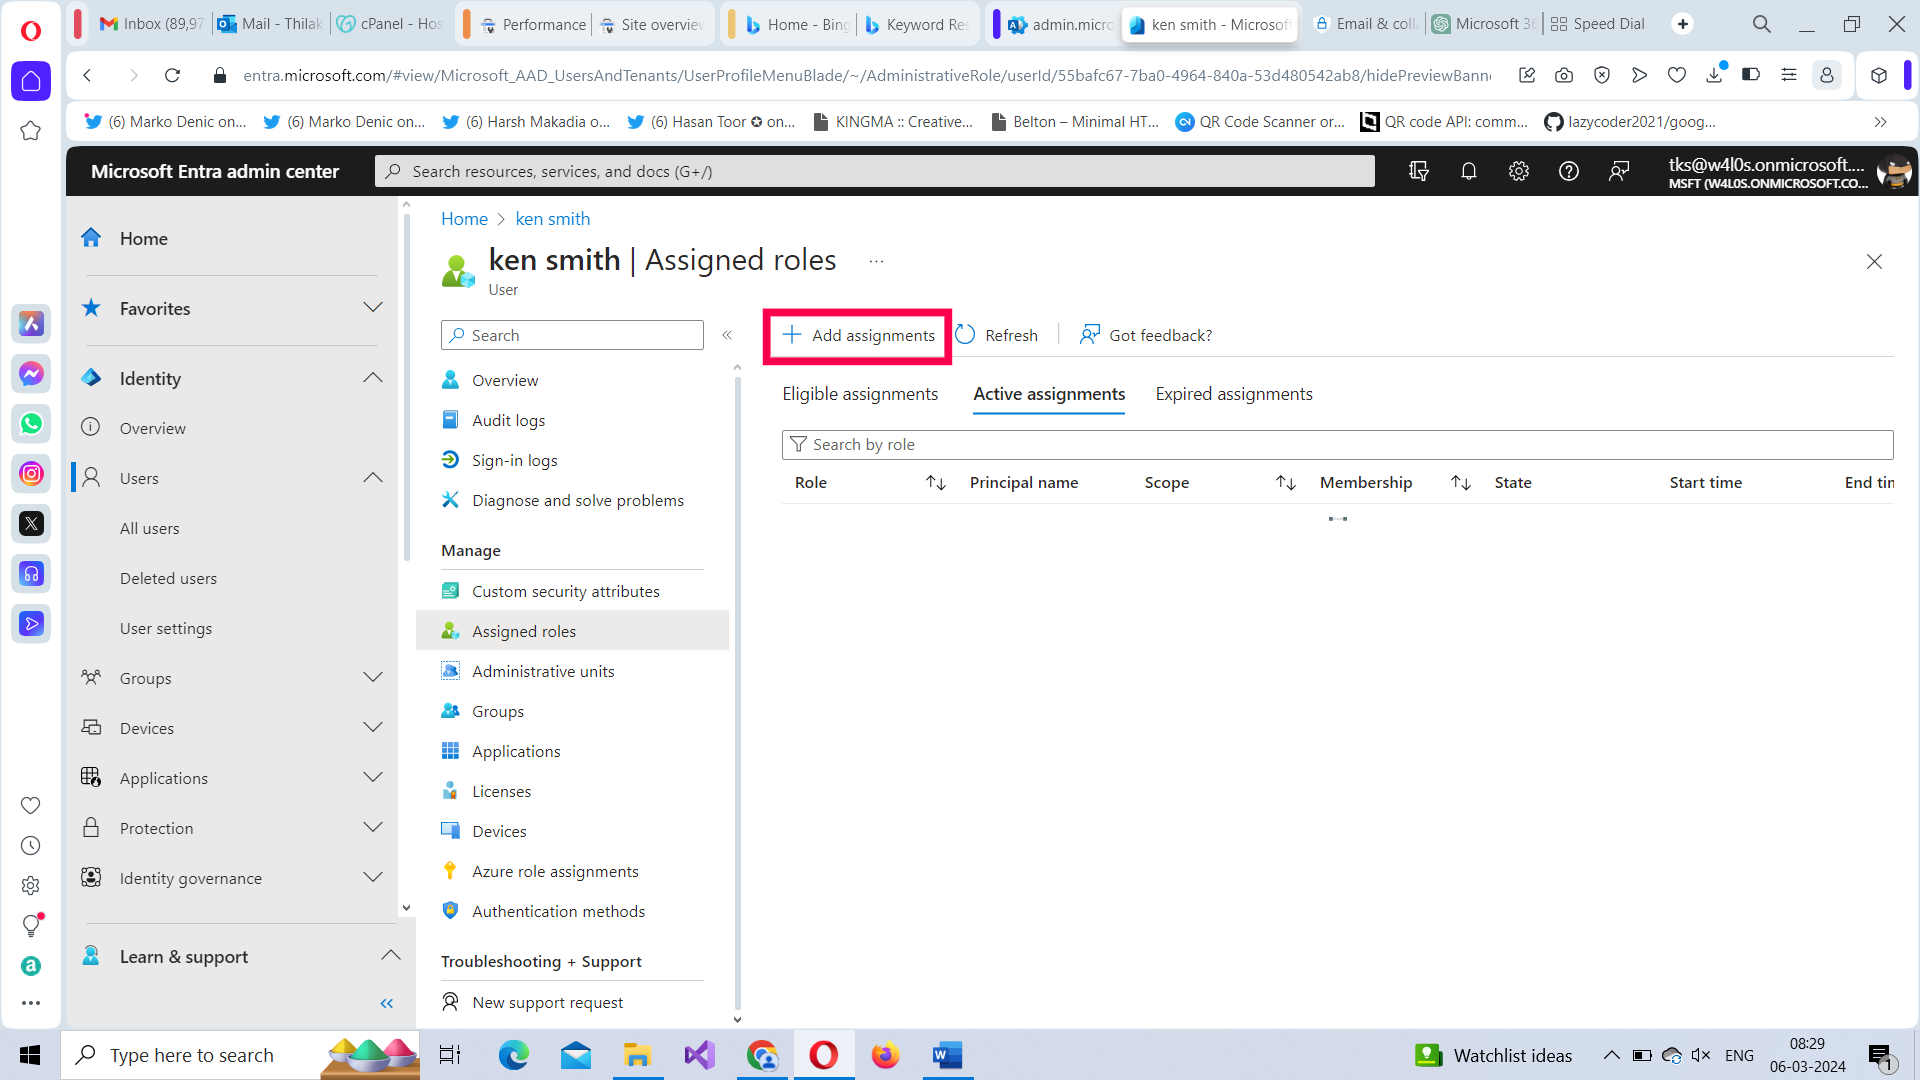 Inbox (89,97
Mail - Thilak
cPanel - Hos
Performance
Site overview
Home - Bing
Keyword Res
admin.micro
ken smith - Microsoft
Email & coll
Microsoft 36
Speed Dial
entra.microsoft.com/#view/Microsoft_AAD_UsersAndTenants/UserProfileMenuBlade/~/AdministrativeRole/userId/55bafc67-7ba0-4964-840a-53d480542ab8/hidePreviewBanne
(6) Marko Denic on...
(6) Marko Denic on...
(6) Harsh Makadia o...
(6) Hasan Toor ✪ on...
KINGMA :: Creative...
Belton – Minimal HT...
QR Code Scanner or...
QR code API: comm...
lazycoder2021/goog...
Microsoft Entra admin center
Search resources, services, and docs (G+/)
tks@w4l0s.onmicrosoft....
MSFT (W4L0S.ONMICROSOFT.CO...
Home
Favorites
Identity
Overview
Users
All users
Deleted users
User settings
Groups
Devices
Applications
Protection
Identity governance
Learn & support
Home > ken smith
ken smith | Assigned roles ...
User
Search
Overview
Audit logs
Sign-in logs
Diagnose and solve problems
Manage
Custom security attributes
Assigned roles
Administrative units
Groups
Applications
Licenses
Devices
Azure role assignments
Authentication methods
Troubleshooting + Support
New support request
Add assignments
Refresh
Got feedback?
Eligible assignments
Active assignments
Expired assignments
Search by role
Role
Principal name
Scope
Membership
State
Start time
End tin
Type here to search
Watchlist ideas
ENG
08:29
06-03-2024
1